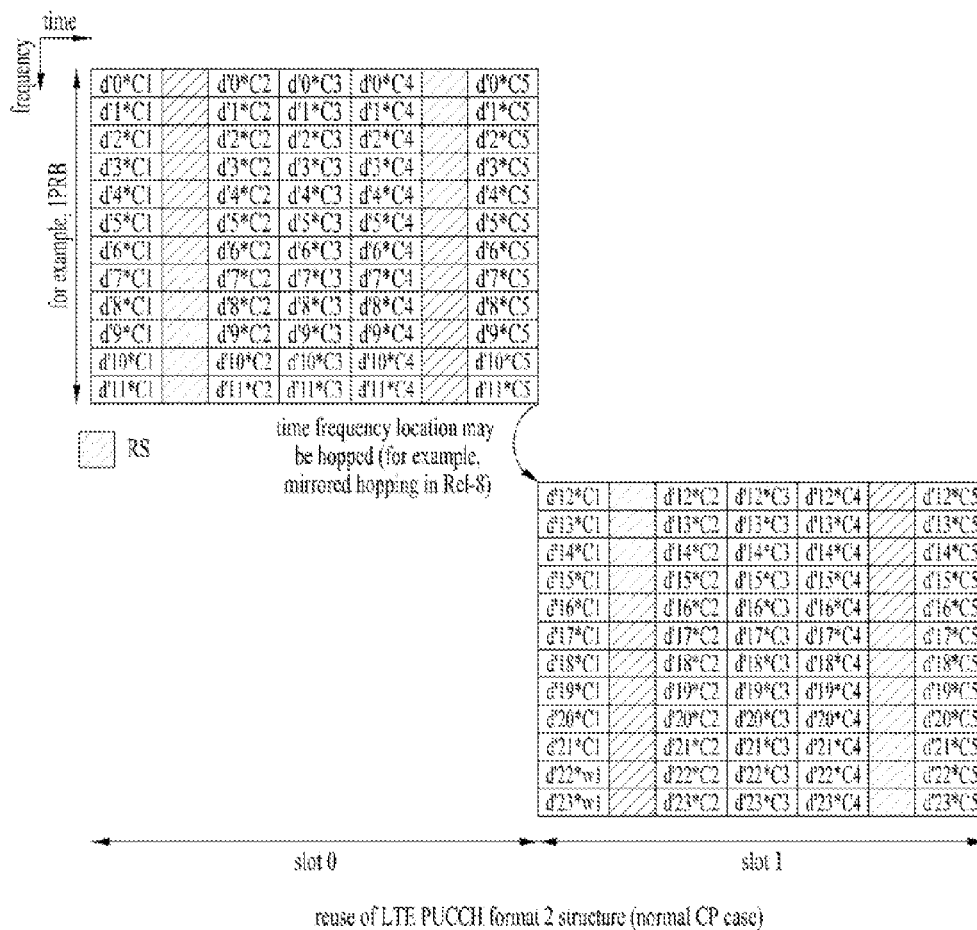 time
frequency
for example, 1PRB
d'0*C1 d'0*C2 d'0*C3 d'0*C4 d'0*C5
d'1*C1 d'1*C2 d'1*C3 d'1*C4 d'1*C5
d'2*C1 d'2*C2 d'2*C3 d'2*C4 d'2*C5
d'3*C1 d'3*C2 d'3*C3 d'3*C4 d'3*C5
d'4*C1 d'4*C2 d'4*C3 d'4*C4 d'4*C5
d'5*C1 d'5*C2 d'5*C3 d'5*C4 d'5*C5
d'6*C1 d'6*C2 d'6*C3 d'6*C4 d'6*C5
d'7*C1 d'7*C2 d'7*C3 d'7*C4 d'7*C5
d'8*C1 d'8*C2 d'8*C3 d'8*C4 d'8*C5
d'9*C1 d'9*C2 d'9*C3 d'9*C4 d'9*C5
d'10*C1 d'10*C2 d'10*C3 d'10*C4 d'10*C5
d'11*C1 d'11*C2 d'11*C3 d'11*C4 d'11*C5
RS
time frequency location may
be hopped (for example,
mirrored hopping in Rel-8)
d'12*C1 d'12*C2 d'12*C3 d'12*C4 d'12*C5
d'13*C1 d'13*C2 d'13*C3 d'13*C4 d'13*C5
d'14*C1 d'14*C2 d'14*C3 d'14*C4 d'14*C5
d'15*C1 d'15*C2 d'15*C3 d'15*C4 d'15*C5
d'16*C1 d'16*C2 d'16*C3 d'16*C4 d'16*C5
d'17*C1 d'17*C2 d'17*C3 d'17*C4 d'17*C5
d'18*C1 d'18*C2 d'18*C3 d'18*C4 d'18*C5
d'19*C1 d'19*C2 d'19*C3 d'19*C4 d'19*C5
d'20*C1 d'20*C2 d'20*C3 d'20*C4 d'20*C5
d'21*C1 d'21*C2 d'21*C3 d'21*C4 d'21*C5
d'22*w1 d'22*C2 d'22*C3 d'22*C4 d'22*C5
d'23*w1 d'23*C2 d'23*C3 d'23*C4 d'23*C5
slot 0 slot 1
reuse of LTE PUCCH format 2 structure (normal CP case)